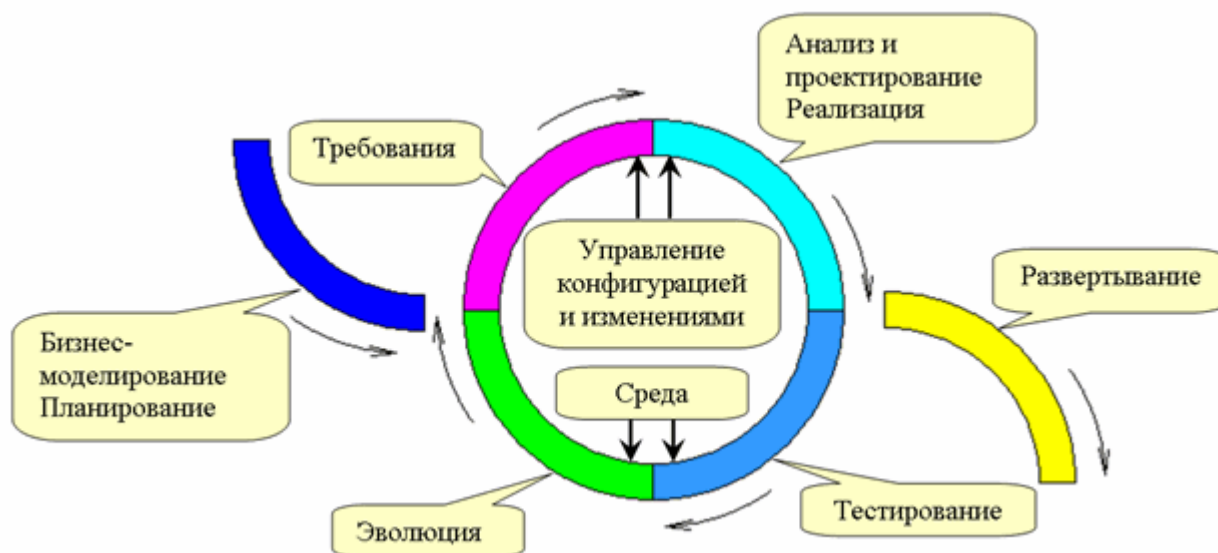 Анализ и
проектирование
Реализация
Требования
Управление
конфигурацией
и изменениями
Развертывание
Бизнес-
моделирование
Планирование
Среда
Эволюция
Тестирование